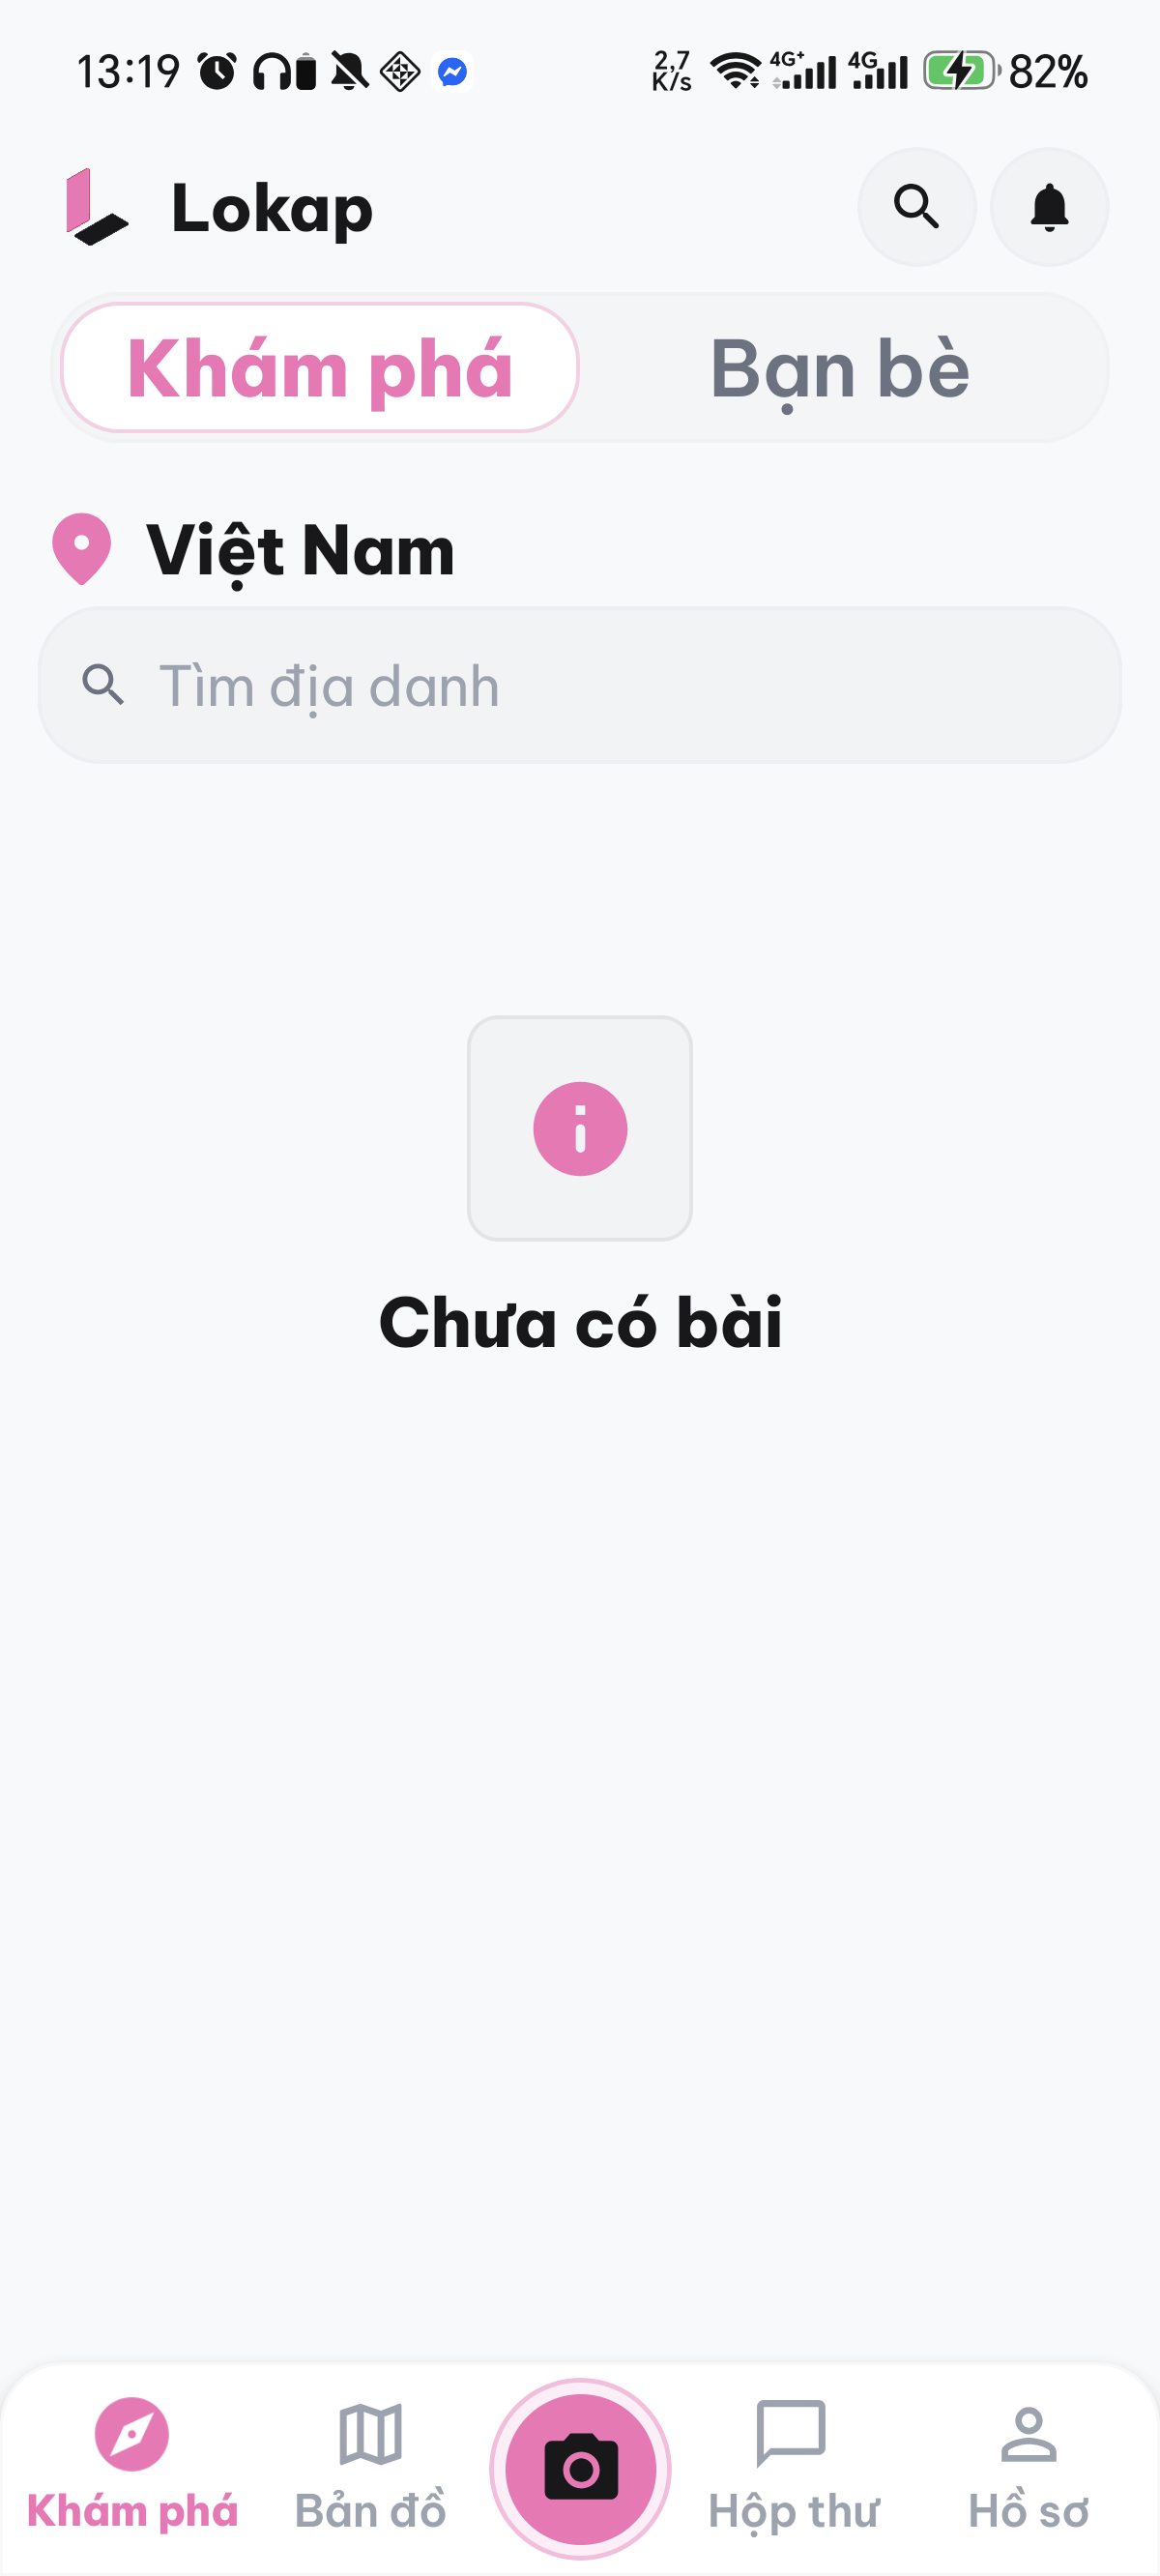 13:19
2,7 K/s
4G+
4G
82%
Lokap
Khám phá
Bạn bè
Việt Nam
Tìm địa danh
Chưa có bài
Khám phá
Bản đồ
Hộp thư
Hồ sơ